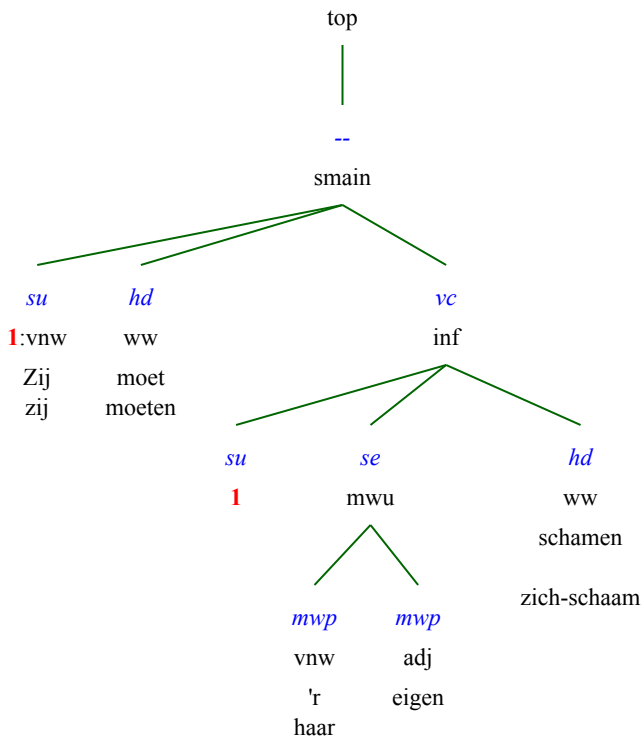 top
--
smain
su hd vc
1:vnw ww inf
Zij moet
zij moeten
su se hd
1 mwu ww
schamen
zich-schaam
mwp mwp
vnw adj
'r eigen
haar